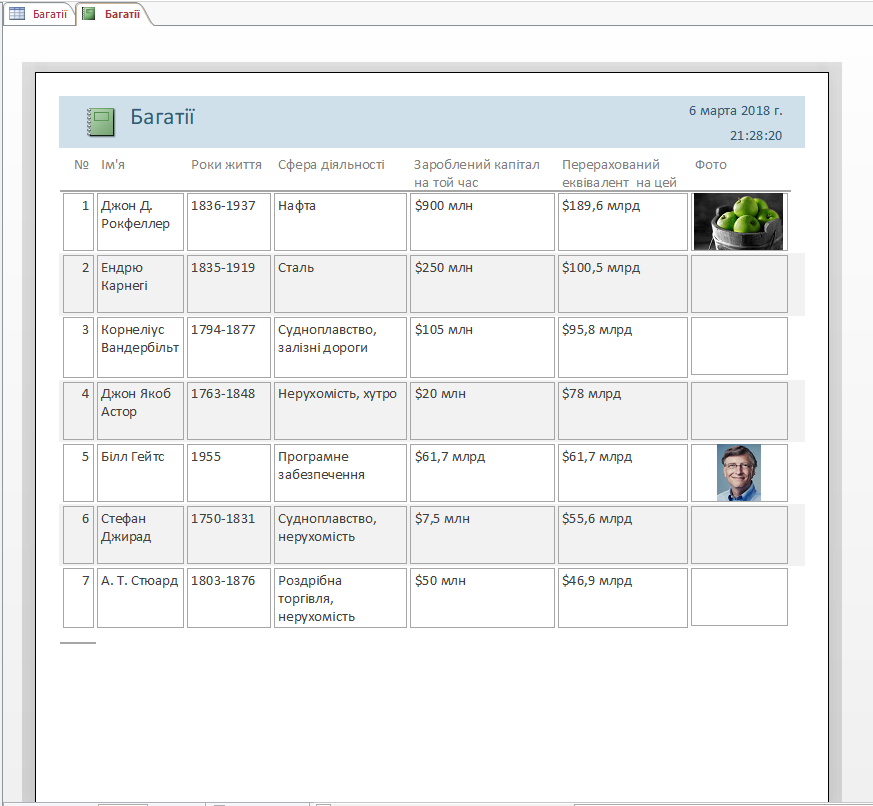 Багатії
Багатії
Багатії
6 марта 2018 г.
21:28:20
№ Ім'я Роки життя Сфера діяльності Зароблений капітал на той час Перерахований еквівалент на цей Фото
1 Джон Д. Рокфеллер 1836-1937 Нафта $900 млн $189,6 млрд
2 Ендрю Карнегі 1835-1919 Сталь $250 млн $100,5 млрд
3 Корнеліус Вандербільт 1794-1877 Судноплавство, залізні дороги $105 млн $95,8 млрд
4 Джон Якоб Астор 1763-1848 Нерухомість, хутро $20 млн $78 млрд
5 Білл Гейтс 1955 Програмне забезпечення $61,7 млрд $61,7 млрд
6 Стефан Джирад 1750-1831 Судноплавство, нерухомість $7,5 млн $55,6 млрд
7 А. Т. Стюард 1803-1876 Роздрібна торгівля, нерухомість $50 млн $46,9 млрд